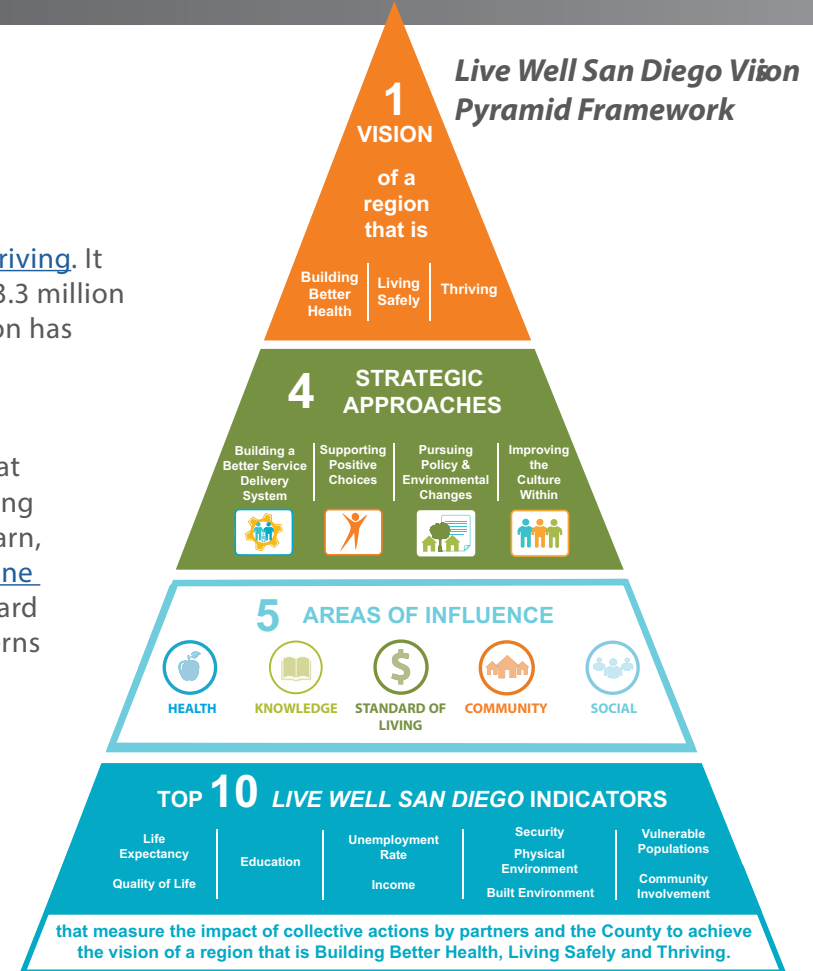 Live Well San Diego Vision
Pyramid Framework
1
VISION
of a
region
that is
Building
Better
Health
Living
Safely
Thriving
riving. It
3.3 million
on has
at
ng
arn,
ne
ard
erns
4 STRATEGIC
APPROACHES
Building a
Better Service
Delivery
System
Supporting
Positive
Choices
Pursuing
Policy &
Environmental
Changes
Improving
the
Culture
Within
5 AREAS OF INFLUENCE
$
HEALTH
KNOWLEDGE
STANDARD OF
LIVING
COMMUNITY
SOCIAL
TOP 10 LIVE WELL SAN DIEGO INDICATORS
Life
Expectancy
Quality of Life
Education
Unemployment
Rate
Income
Security
Physical
Environment
Built Environment
Vulnerable
Populations
Community
Involvement
that measure the impact of collective actions by partners and the County to achieve
the vision of a region that is Building Better Health, Living Safely and Thriving.